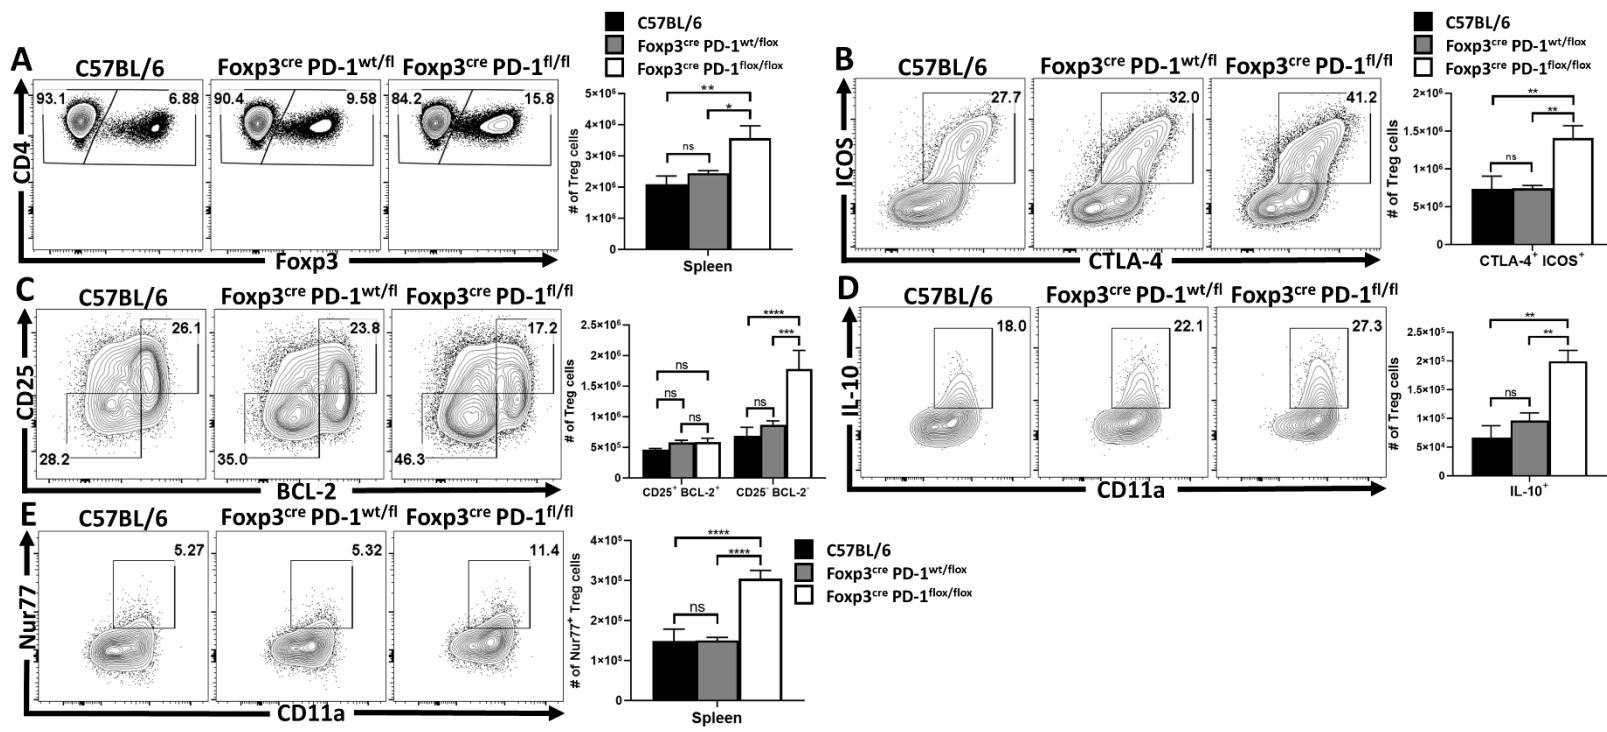 A
C57BL/6
Foxp3cre PD-1wt/fl
Foxp3cre PD-1fl/fl
93.1
6.88
90.4
9.58
84.2
15.8
CD4
Foxp3
C57BL/6
Foxp3cre PD-1wt/flox
Foxp3cre PD-1flox/flox
# of Treg cells
5×10⁶
4×10⁶
3×10⁶
2×10⁶
1×10⁶
0
**
*
ns
Spleen
B
C57BL/6
Foxp3cre PD-1wt/fl
Foxp3cre PD-1fl/fl
27.7
32.0
41.2
ICOS
CTLA-4
C57BL/6
Foxp3cre PD-1wt/flox
Foxp3cre PD-1flox/flox
# of Treg cells
2×10⁶
1.5×10⁶
1×10⁶
5×10⁵
0
**
**
ns
CTLA-4⁺ ICOS⁺
C
C57BL/6
Foxp3cre PD-1wt/fl
Foxp3cre PD-1fl/fl
26.1
23.8
17.2
28.2
35.0
46.3
CD25
BCL-2
# of Treg cells
2.5×10⁶
2×10⁶
1.5×10⁶
1×10⁶
5×10⁵
0
ns
ns
ns
****
***
ns
CD25⁺ BCL-2⁺
CD25⁻ BCL-2⁻
D
C57BL/6
Foxp3cre PD-1wt/fl
Foxp3cre PD-1fl/fl
18.0
22.1
27.3
IL-10
CD11a
# of Treg cells
2.5×10⁵
2×10⁵
1×10⁵
1×10⁵
5×10⁴
0
**
**
ns
IL-10⁺
E
C57BL/6
Foxp3cre PD-1wt/fl
Foxp3cre PD-1fl/fl
5.27
5.32
11.4
Nur77
CD11a
# of Nur77⁺ Treg cells
4×10⁵
3×10⁵
2×10⁵
1×10⁵
0
****
****
ns
Spleen
C57BL/6
Foxp3cre PD-1wt/flox
Foxp3cre PD-1flox/flox